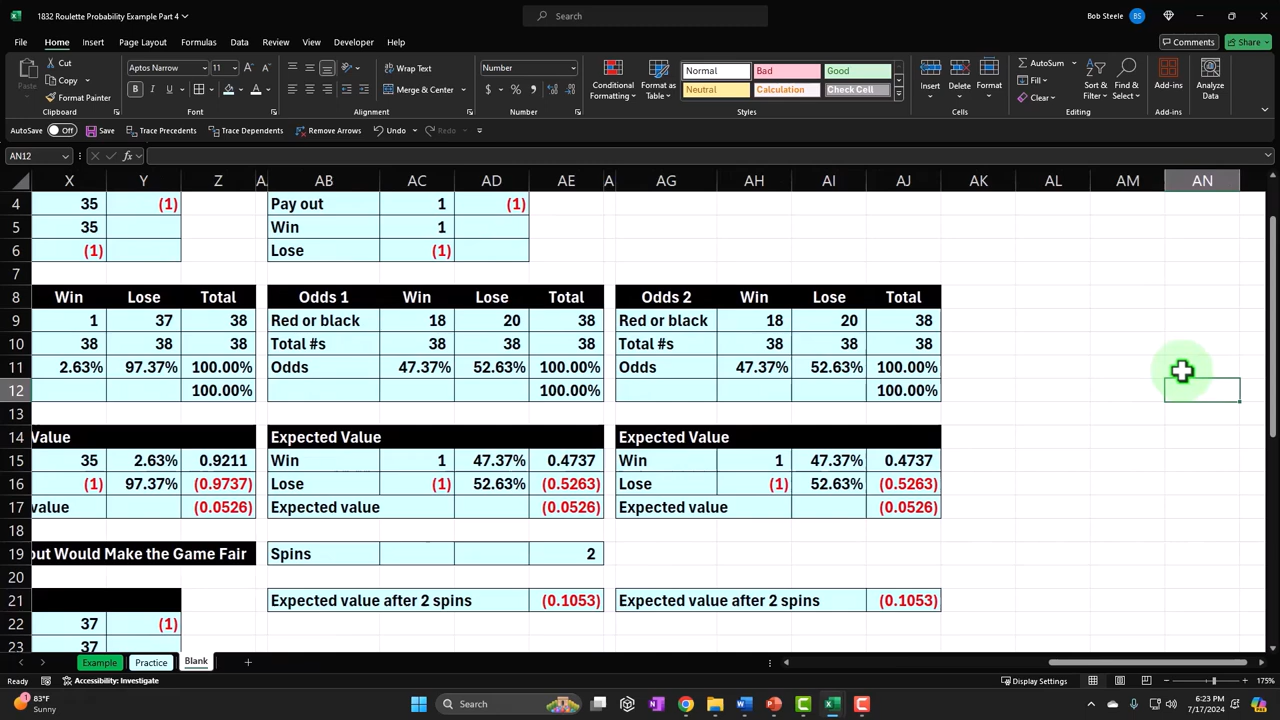 1832 Roulette Probability Example Part 4
Search
Bob Steele
BS
File Home Insert Page Layout Formulas Data Review View Developer Help
Comments
Share
Cut
Copy
Format Painter
Paste
Clipboard
Aptos Narrow 11
B I U
Font
Wrap Text
Merge & Center
Alignment
Number
$ % ,
Number
Conditional Formatting
Format as Table
Normal Bad Good
Neutral Calculation Check Cell
Styles
Insert Delete Format
Cells
AutoSum
Fill
Clear
Sort & Filter
Find & Select
Editing
Add-ins
Add-ins
Analyze Data
AutoSave Off Save Trace Precedents Trace Dependents Remove Arrows Undo Redo
AN12 fx
X Y Z A AB AC AD AE A AG AH AI AJ AK AL AM AN
4 35 (1) Pay out 1 (1)
5 35 Win 1
6 (1) Lose (1)
7
8 Win Lose Total Odds 1 Win Lose Total Odds 2 Win Lose Total
9 1 37 38 Red or black 18 20 38 Red or black 18 20 38
10 38 38 38 Total #s 38 38 38 Total #s 38 38 38
11 2.63% 97.37% 100.00% Odds 47.37% 52.63% 100.00% Odds 47.37% 52.63% 100.00%
12 100.00% 100.00% 100.00%
13
14 Value Expected Value Expected Value
15 35 2.63% 0.9211 Win 1 47.37% 0.4737 Win 1 47.37% 0.4737
16 (1) 97.37% (0.9737) Lose (1) 52.63% (0.5263) Lose (1) 52.63% (0.5263)
17 value (0.0526) Expected value (0.0526) Expected value (0.0526)
18
19 out Would Make the Game Fair Spins 2
20
21 Expected value after 2 spins (0.1053) Expected value after 2 spins (0.1053)
22 37 (1)
23 37
Example Practice Blank
Ready Accessibility: Investigate Display Settings 175%
1
83°F
Sunny
Search
6:23 PM
7/17/2024